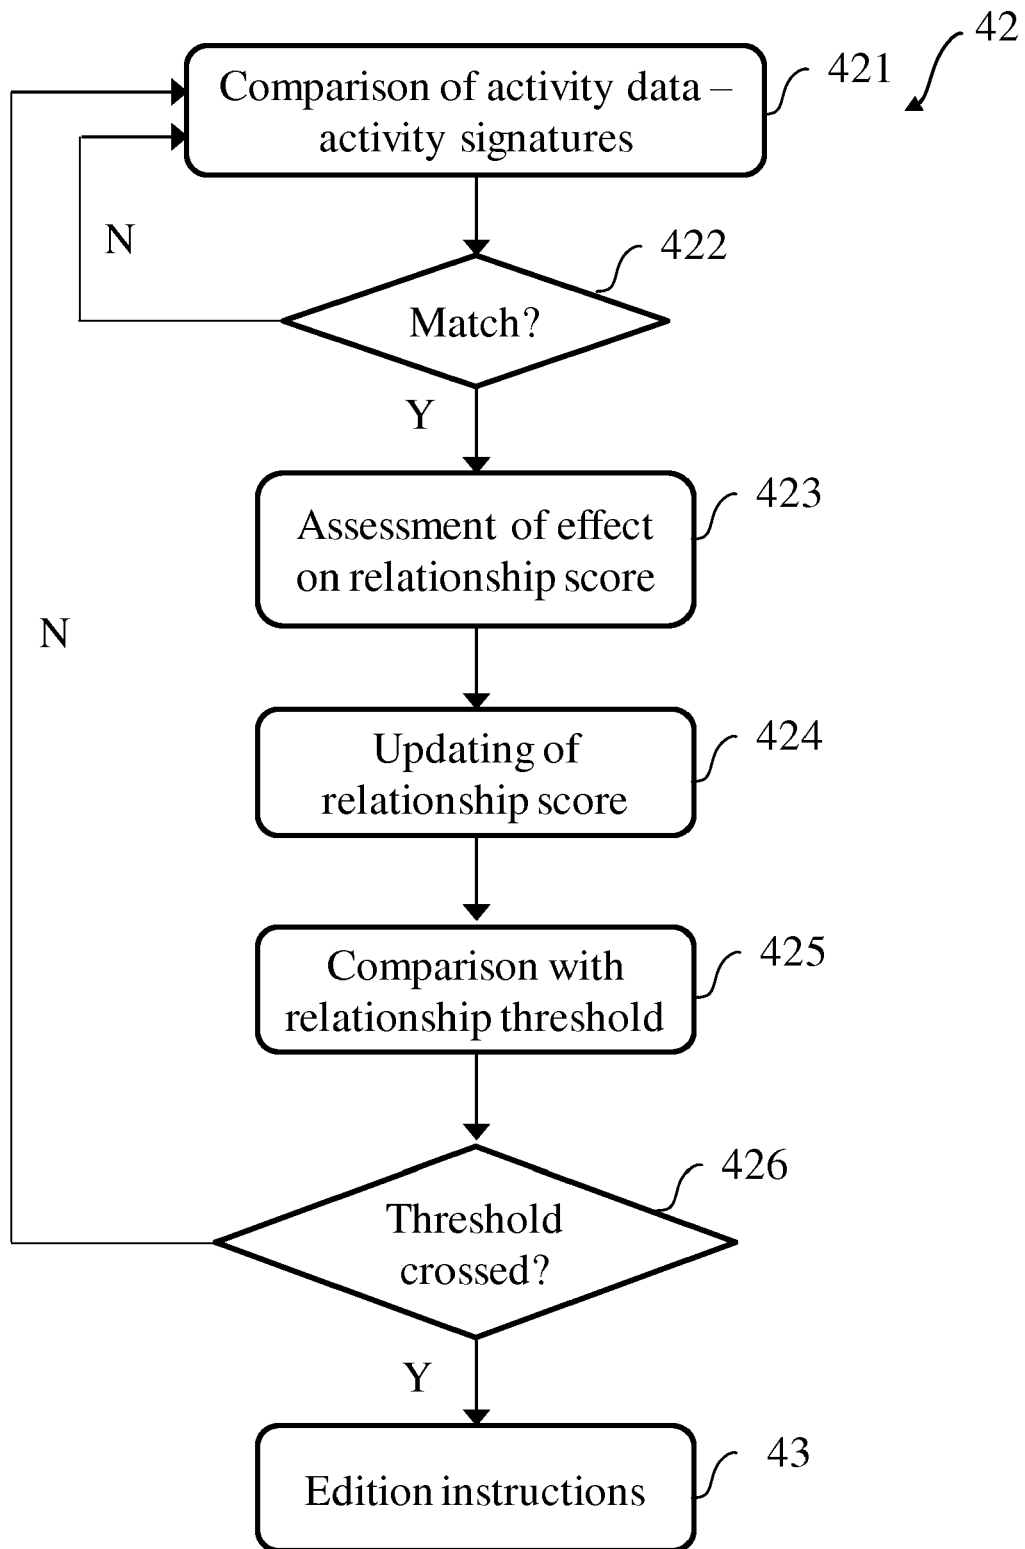 42
421
Comparison of activity data –
activity signatures
N
422
Match?
Y
423
Assessment of effect
on relationship score
N
424
Updating of
relationship score
425
Comparison with
relationship threshold
426
Threshold
crossed?
Y
43
Edition instructions